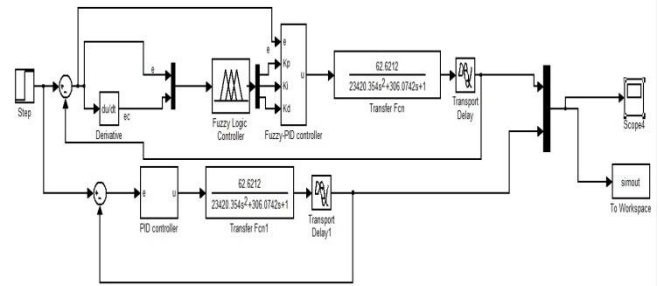 Step
e
du/dt
Derivative
ec
Fuzzy Logic
Controller
e
e
Kp
Ki
Kd
u
Fuzzy-PID controller
62.6212
23420.354s²+306.0742s+1
Transfer Fcn
Transport
Delay
Scope4
simout
To Workspace
e
u
PID controller
62.6212
23420.354s²+306.0742s+1
Transfer Fcn1
Transport
Delay1